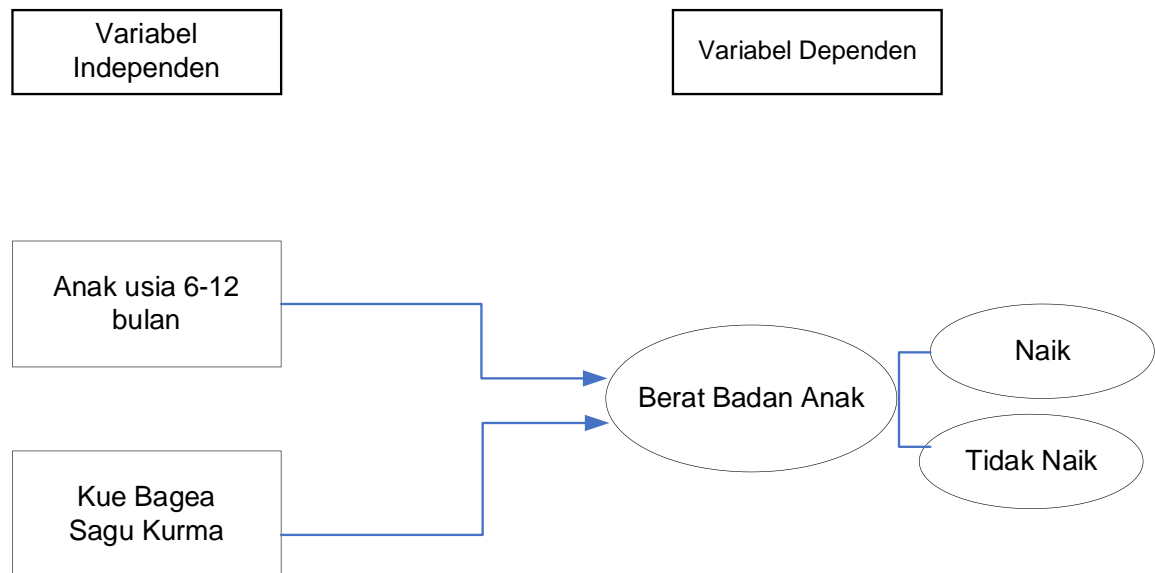 Variabel
Independen
Variabel Dependen
Anak usia 6-12
bulan
Naik
Berat Badan Anak
Tidak Naik
Kue Bagea
Sagu Kurma